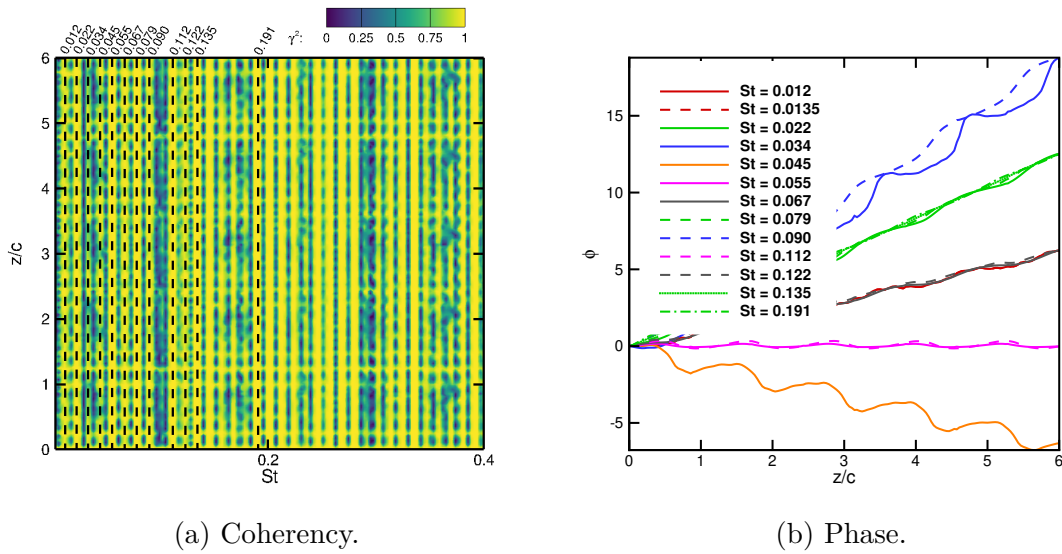 γ²: 0 0.25 0.5 0.75 1
0.012 0.022 0.034 0.045 0.055 0.067 0.079 0.090 0.112 0.122 0.135 0.191
6
5
4
3
2
1
0
z/c
0.2 0.4
St
(a) Coherency.
15
10
5
0
-5
ϕ
St = 0.012
St = 0.0135
St = 0.022
St = 0.034
St = 0.045
St = 0.055
St = 0.067
St = 0.079
St = 0.090
St = 0.112
St = 0.122
St = 0.135
St = 0.191
0 1 2 3 4 5 6
z/c
(b) Phase.